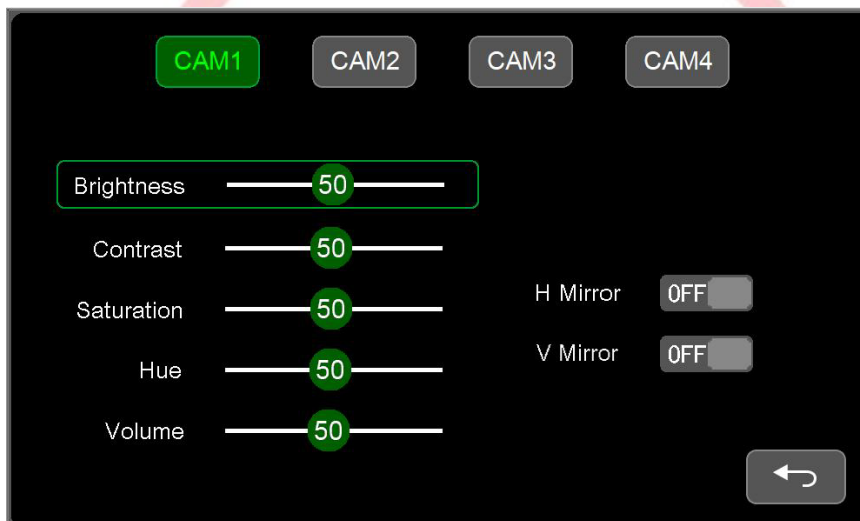 CAM1 CAM2 CAM3 CAM4
Brightness 50
Contrast 50
Saturation 50
H Mirror OFF
Hue 50
V Mirror OFF
Volume 50